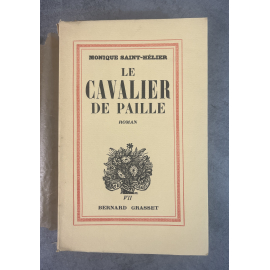 MONIQUE SAINT-HÉLIER
LE
CAVALIER
DE PAILLE
ROMAN
VII
BERNARD GRASSET